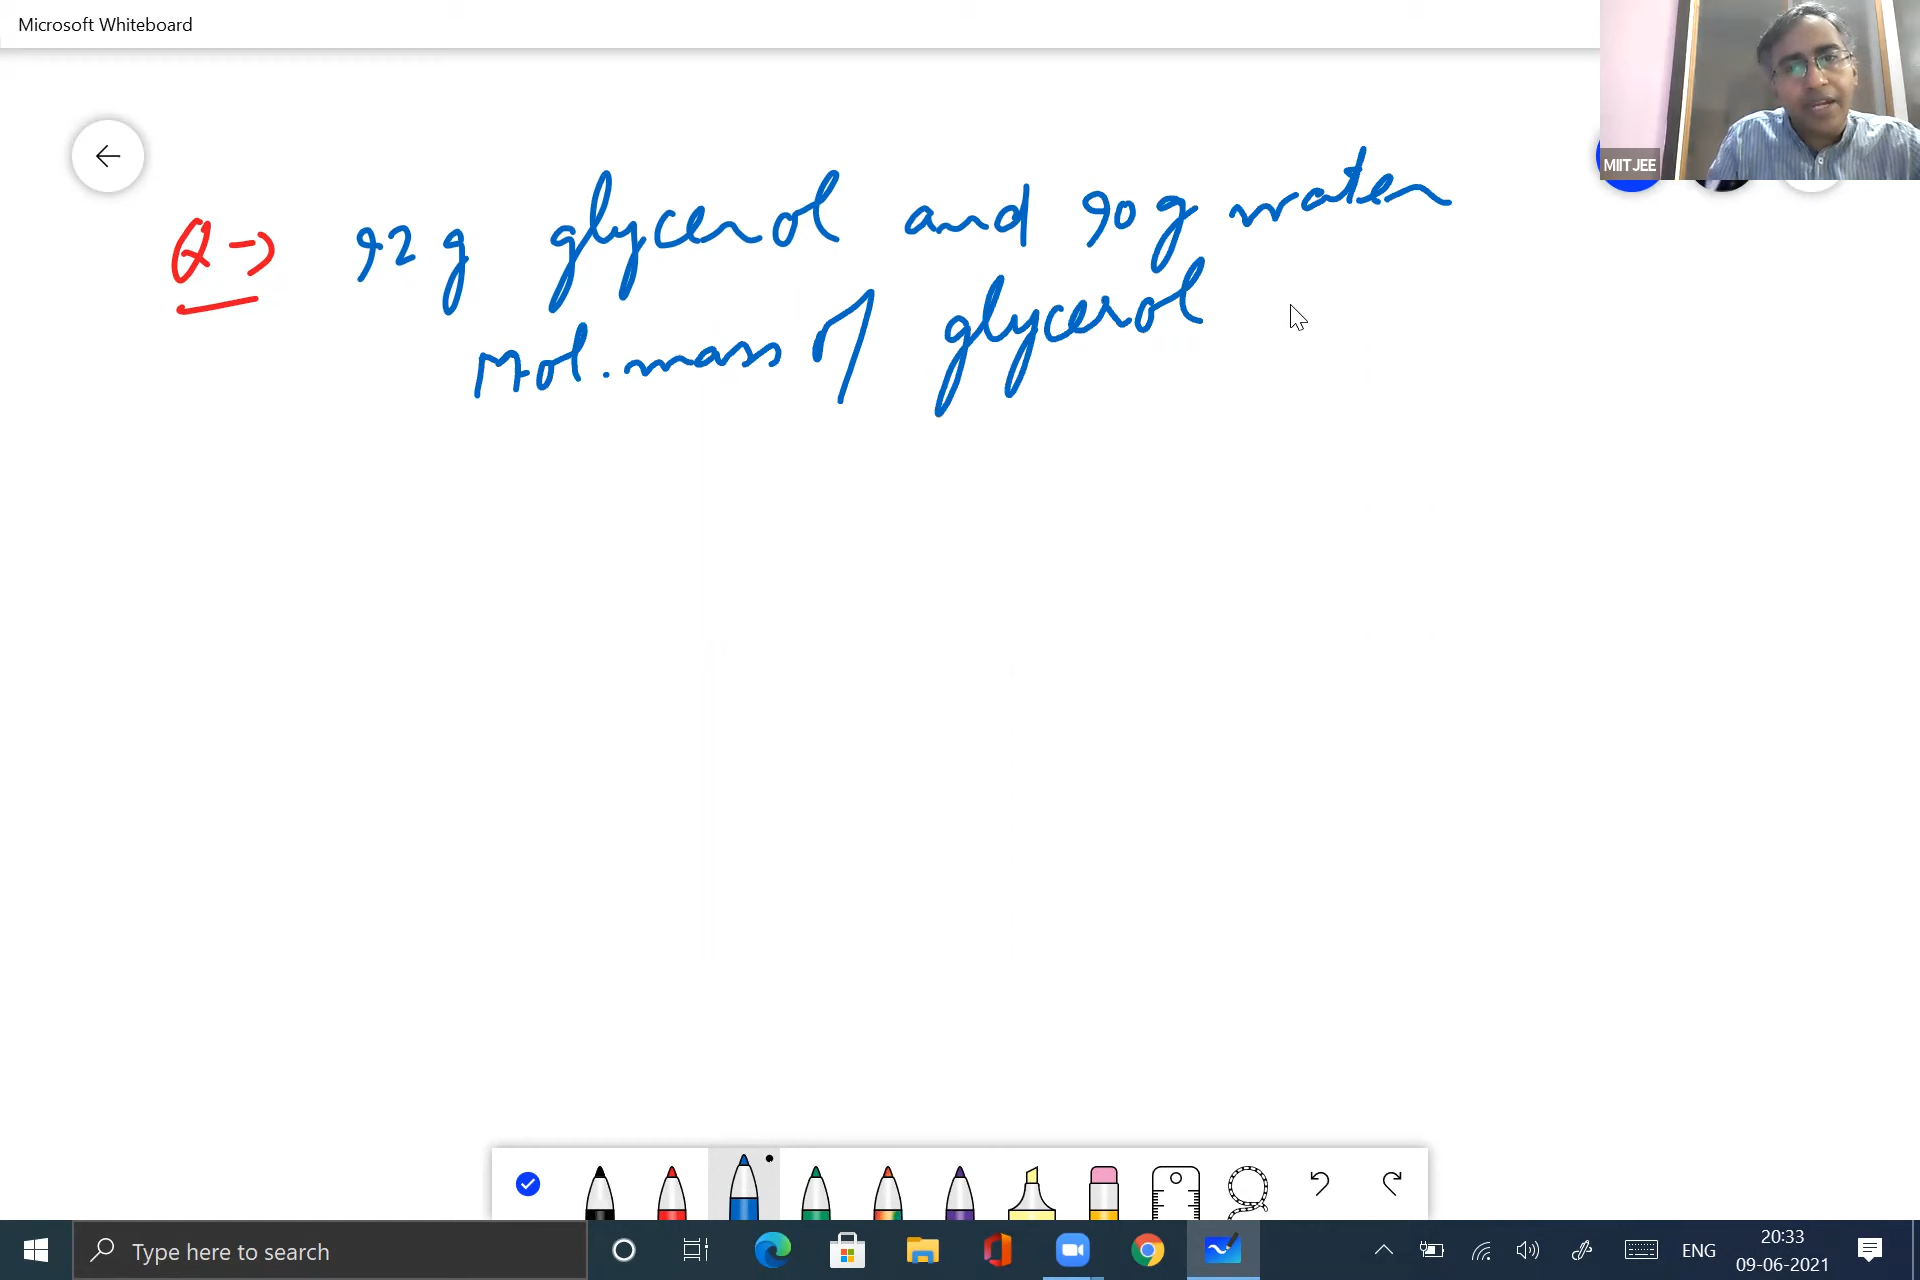 Microsoft Whiteboard
MIIT JEE
Q → 92 g glycerol and 90 g water
Mol. mass of glycerol
Type here to search
ENG
20:33
09-06-2021